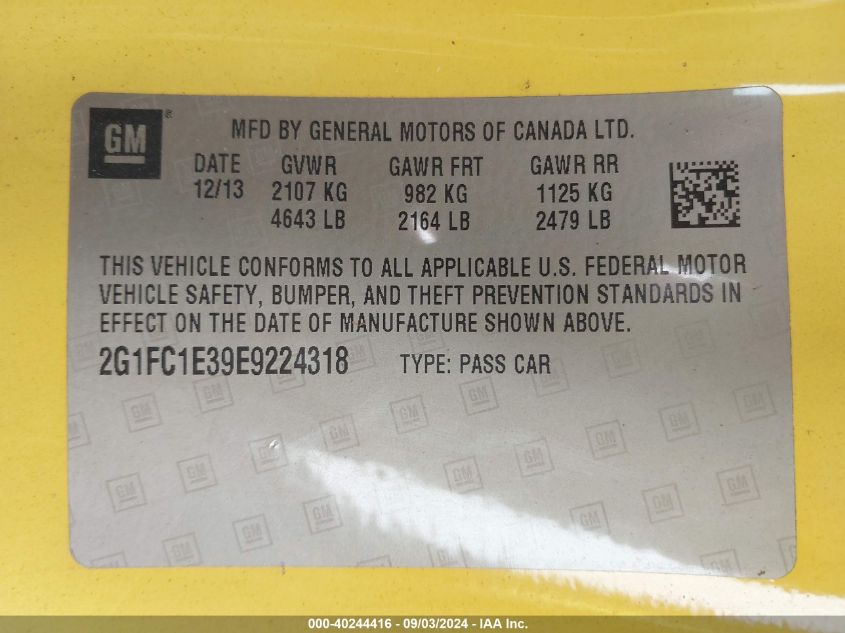 GM ®
MFD BY GENERAL MOTORS OF CANADA LTD.
DATE GVWR GAWR FRT GAWR RR
12/13 2107 KG 982 KG 1125 KG
4643 LB 2164 LB 2479 LB
THIS VEHICLE CONFORMS TO ALL APPLICABLE U.S. FEDERAL MOTOR
VEHICLE SAFETY, BUMPER, AND THEFT PREVENTION STANDARDS IN
EFFECT ON THE DATE OF MANUFACTURE SHOWN ABOVE.
2G1FC1E39E9224318 TYPE: PASS CAR
000-40244416 - 09/03/2024 - IAA Inc.